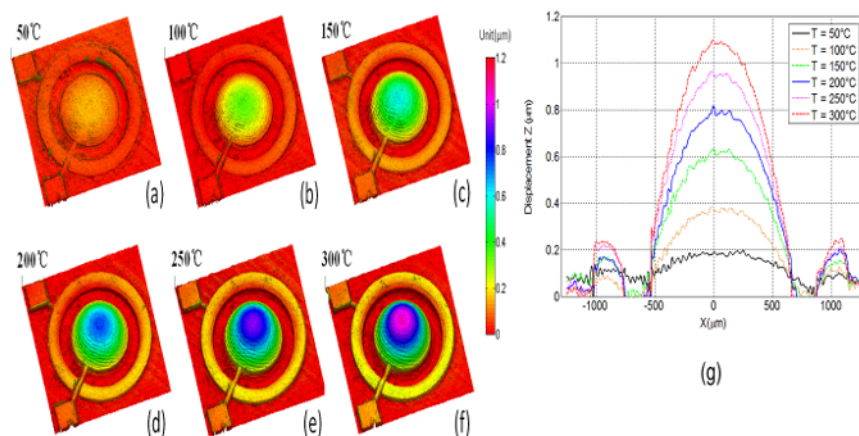 50℃
(a)
100℃
(b)
150℃
(c)
200℃
(d)
250℃
(e)
300℃
(f)
Unit(μm)
1.2
1.0
0.8
0.6
0.4
0.2
0
1.2
1
0.8
0.6
0.4
0.2
0
Displacement Z (μm)
-1000
-500
0
500
1000
X(μm)
T = 50°C
T = 100°C
T = 150°C
T = 200°C
T = 250°C
T = 300°C
(g)